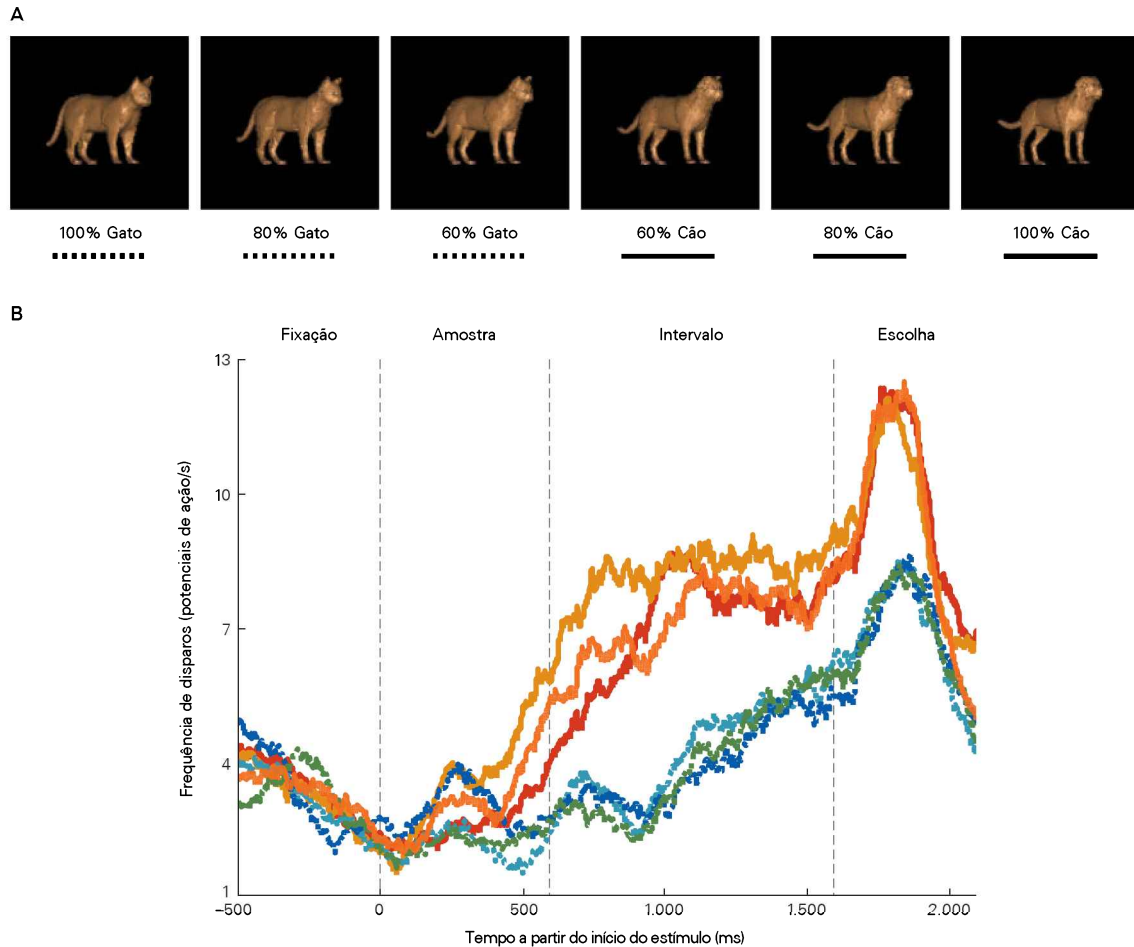 A
100% Gato 80% Gato 60% Gato 60% Cão 80% Cão 100% Cão
B
Fixação Amostra Intervalo Escolha
13
10
7
4
1
Frequência de disparos (potenciais de ação/s)
–500 0 500 1.000 1.500 2.000
Tempo a partir do início do estímulo (ms)